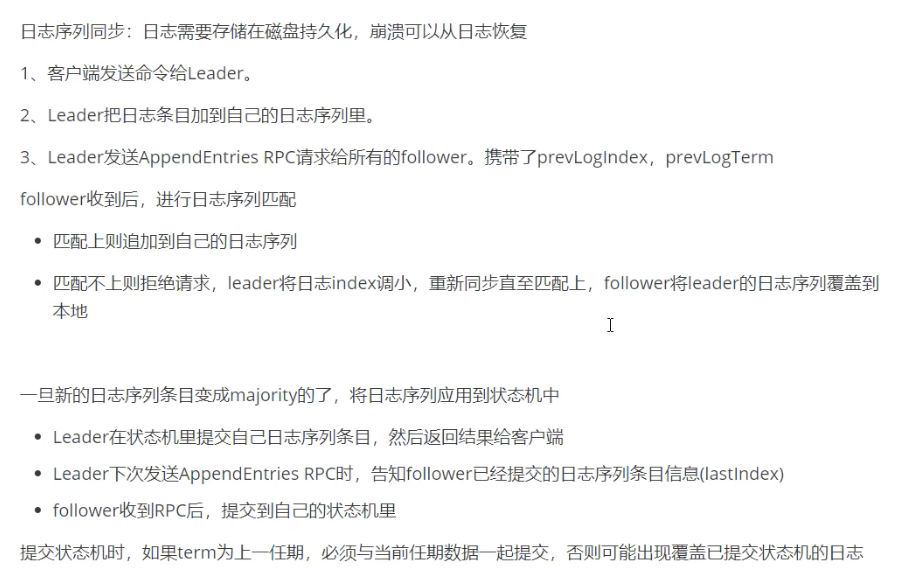 日志序列同步：日志需要存储在磁盘持久化，崩溃可以从日志恢复
1、客户端发送命令给Leader。
2、Leader把日志条目加到自己的日志序列里。
3、Leader发送AppendEntries RPC请求给所有的follower。携带了prevLogIndex，prevLogTerm
follower收到后，进行日志序列匹配
• 匹配上则追加到自己的日志序列
• 匹配不上则拒绝请求，leader将日志index调小，重新同步直至匹配上，follower将leader的日志序列覆盖到
本地
一旦新的日志序列条目变成majority的了，将日志序列应用到状态机中
• Leader在状态机里提交自己日志序列条目，然后返回结果给客户端
• Leader下次发送AppendEntries RPC时，告知follower已经提交的日志序列条目信息(lastIndex)
• follower收到RPC后，提交到自己的状态机里
提交状态机时，如果term为上一任期，必须与当前任期数据一起提交，否则可能出现覆盖已提交状态机的日志